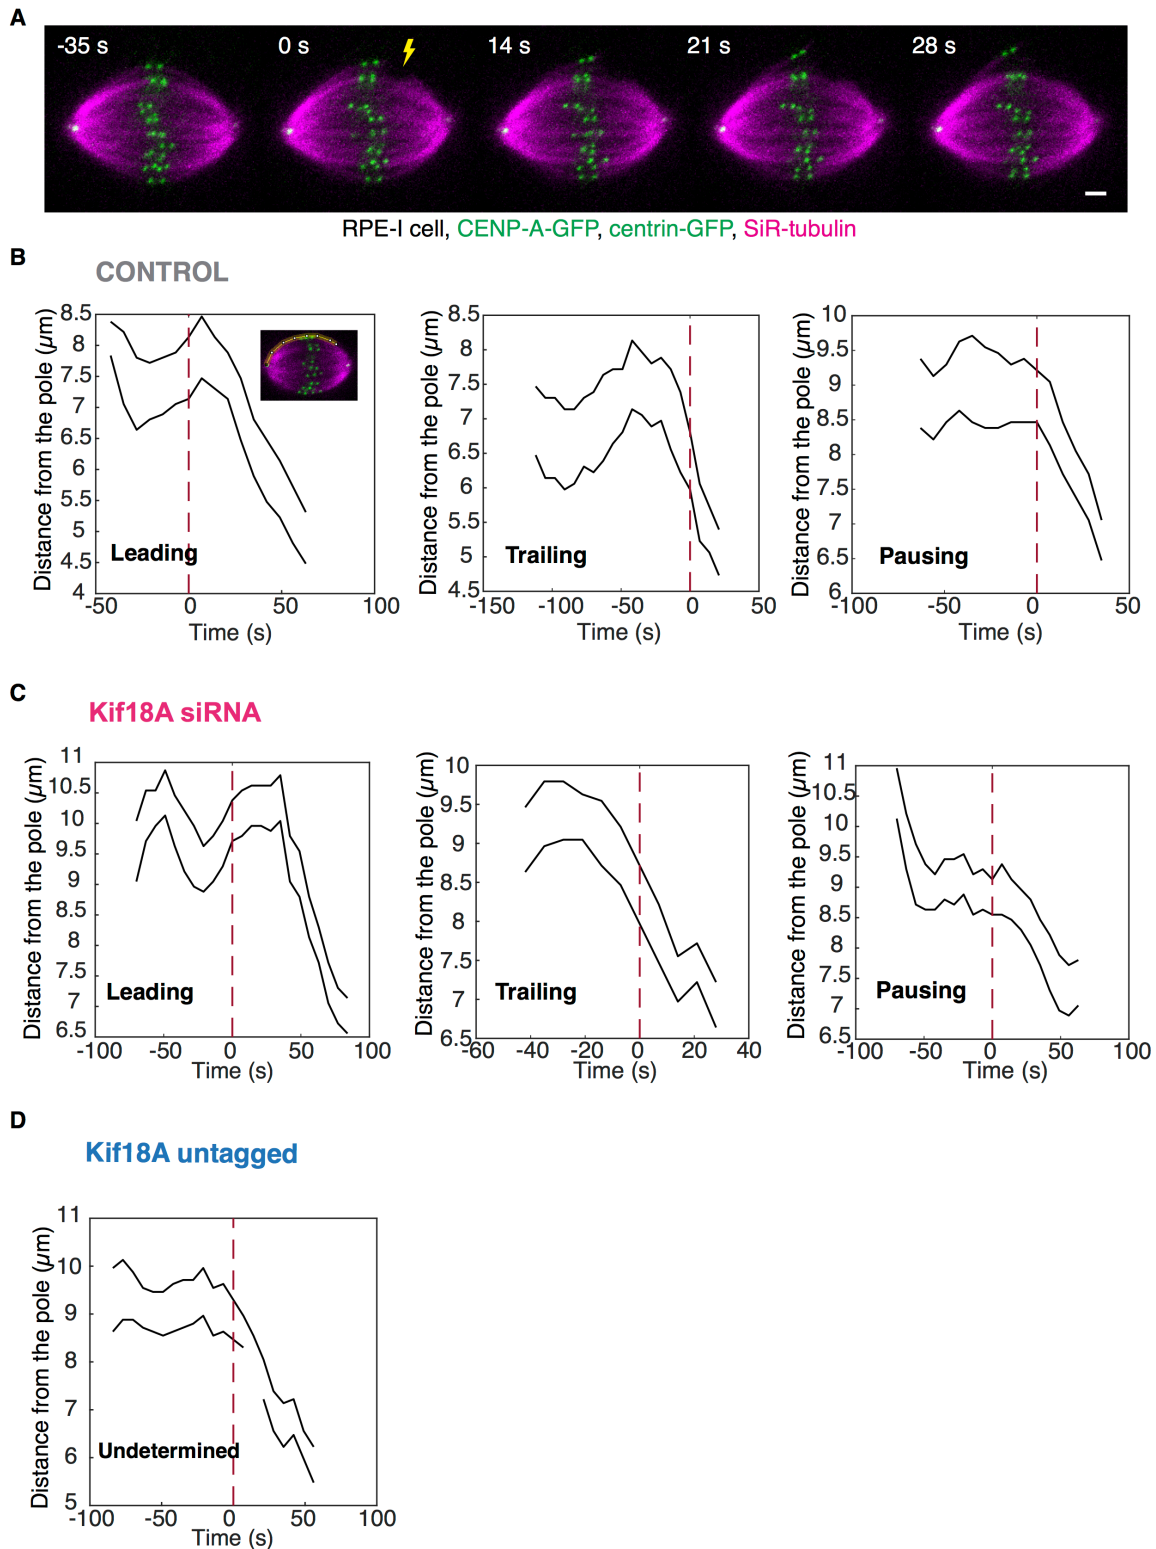 A
-35 s 0 s 14 s 21 s 28 s
RPE-I cell, CENP-A-GFP, centrin-GFP, SiR-tubulin
B
CONTROL
Distance from the pole (µm)
8.5
8
7.5
7
6.5
6
5.5
5
4.5
4
Leading
-50 0 50 100
Time (s)
Distance from the pole (µm)
8.5
8
7.5
7
6.5
6
5.5
5
4.5
Trailing
-150 -100 -50 0 50
Time (s)
Distance from the pole (µm)
10
9.5
9
8.5
8
7.5
7
6.5
6
Pausing
-100 -50 0 50
Time (s)
C
Kif18A siRNA
Distance from the pole (µm)
11
10.5
10
9.5
9
8.5
8
7.5
7
6.5
Leading
-100 -50 0 50 100
Time (s)
Distance from the pole (µm)
10
9.5
9
8.5
8
7.5
7
6.5
Trailing
-60 -40 -20 0 20 40
Time (s)
Distance from the pole (µm)
11
10.5
10
9.5
9
8.5
8
7.5
7
6.5
Pausing
-100 -50 0 50 100
Time (s)
D
Kif18A untagged
Distance from the pole (µm)
11
10
9
8
7
6
5
Undetermined
-100 -50 0 50 100
Time (s)